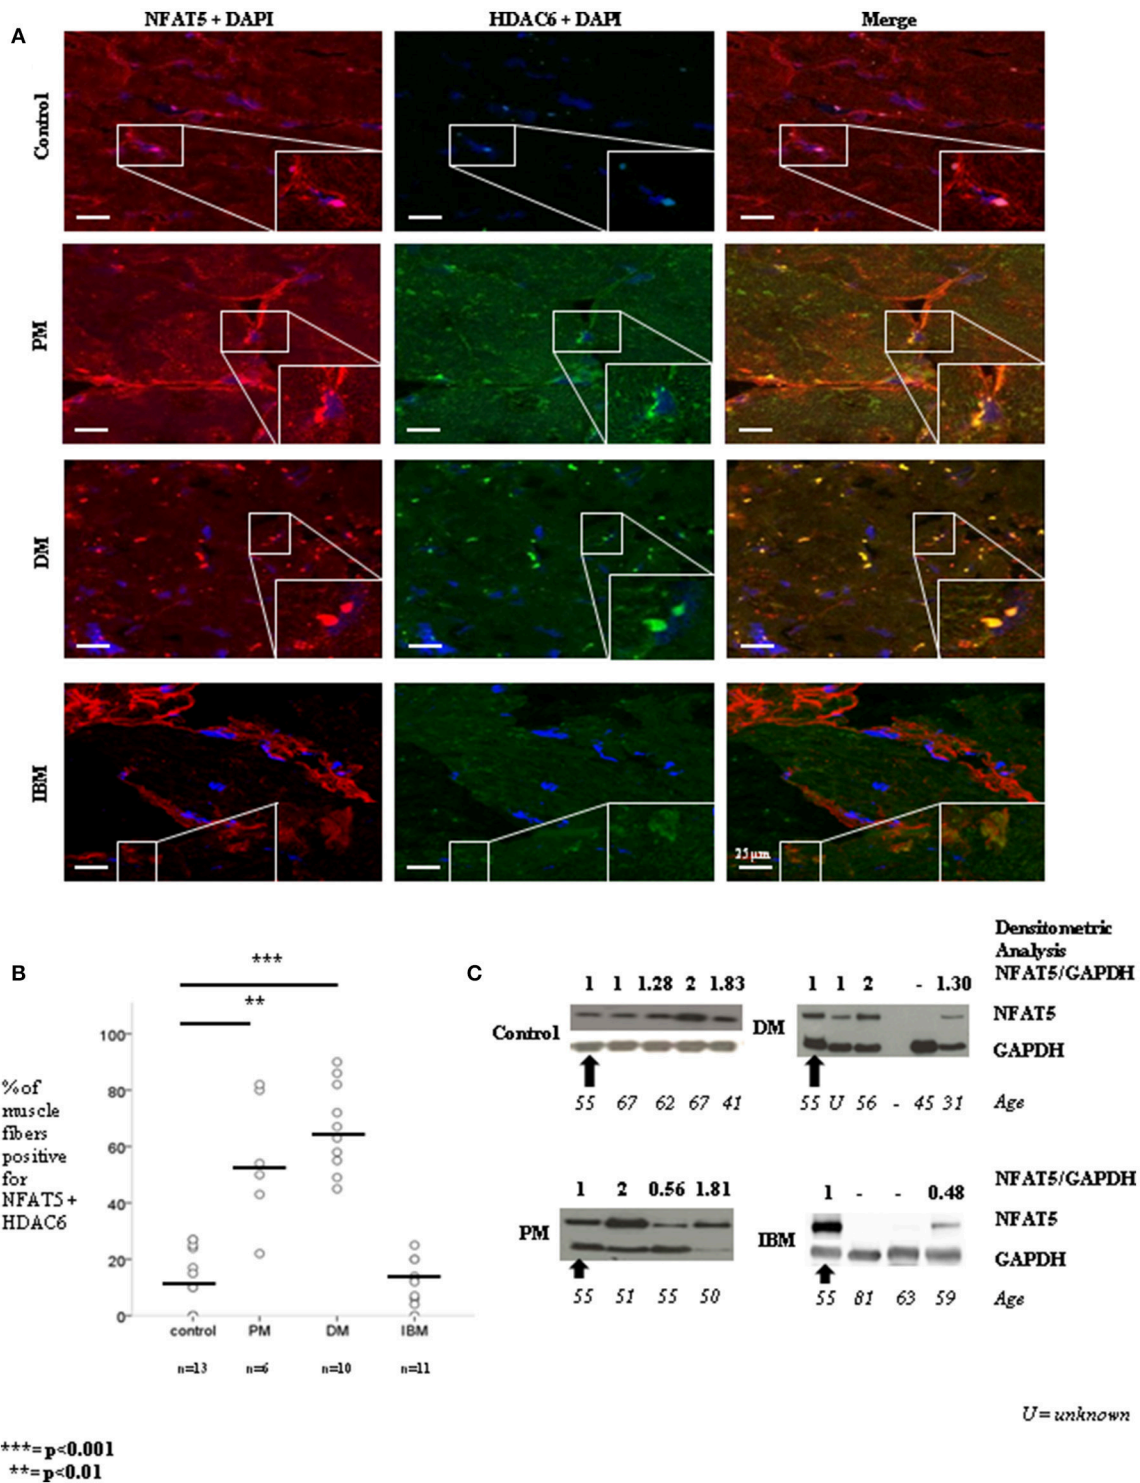 NFAT5 + DAPI HDAC6 + DAPI Merge
A
Control
PM
DM
IBM
25 µm
B
***
**
% of
muscle
fibers
positive
for
NFAT5 +
HDAC6
100
80
60
40
20
0
control PM DM IBM
n=13 n=6 n=10 n=11
***= p<0.001
**= p<0.01
C
Densitometric
Analysis
NFAT5/GAPDH
1 1 1.28 2 1.83
Control
55 67 62 67 41
1 1 2 - 1.30
DM
NFAT5
GAPDH
55 U 56 - 45 31 Age
1 2 0.56 1.81
PM
55 51 55 50
1 - - 0.48 NFAT5/GAPDH
IBM
NFAT5
GAPDH
55 81 63 59 Age
U = unknown